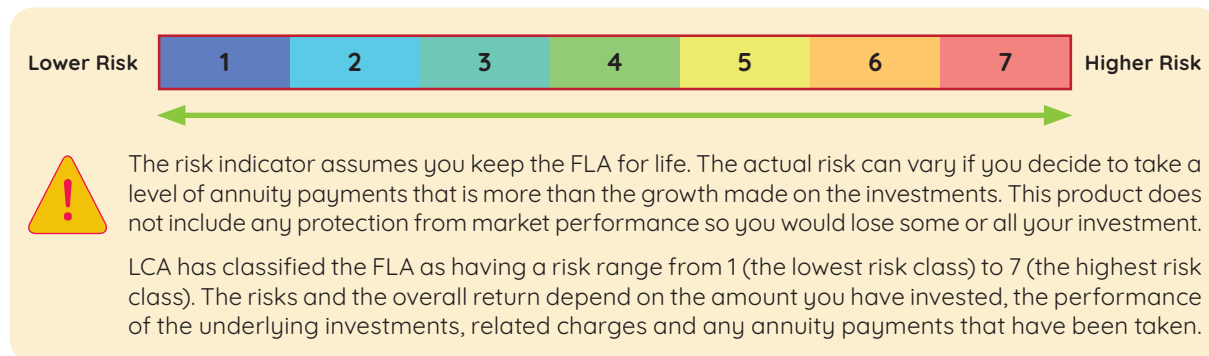 Lower Risk 1 2 3 4 5 6 7 Higher Risk
The risk indicator assumes you keep the FLA for life. The actual risk can vary if you decide to take a
level of annuity payments that is more than the growth made on the investments. This product does
not include any protection from market performance so you would lose some or all your investment.
LCA has classified the FLA as having a risk range from 1 (the lowest risk class) to 7 (the highest risk
class). The risks and the overall return depend on the amount you have invested, the performance
of the underlying investments, related charges and any annuity payments that have been taken.